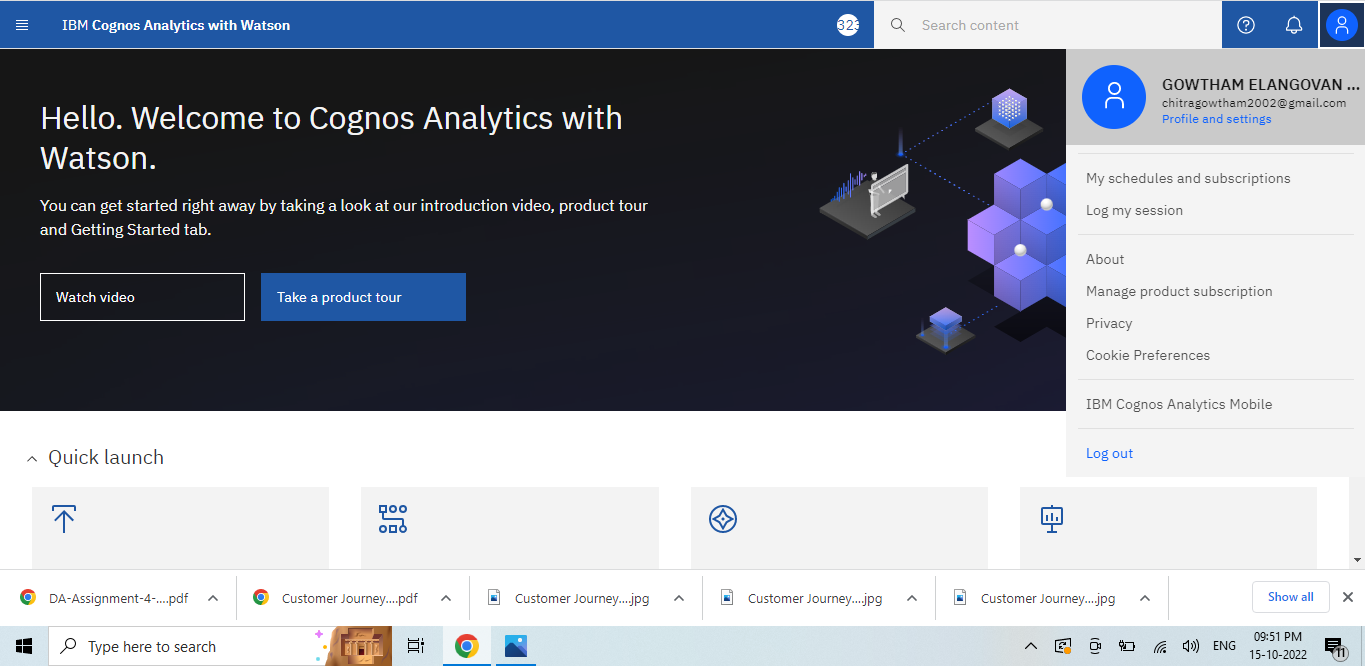 IBM Cognos Analytics with Watson
323
Search content
GOWTHAM ELANGOVAN ...
chitragowtham2002@gmail.com
Profile and settings
My schedules and subscriptions
Log my session
About
Manage product subscription
Privacy
Cookie Preferences
IBM Cognos Analytics Mobile
Log out
Hello. Welcome to Cognos Analytics with
Watson.
You can get started right away by taking a look at our introduction video, product tour
and Getting Started tab.
Watch video
Take a product tour
Quick launch
DA-Assignment-4-....pdf
Customer Journey....pdf
Customer Journey....jpg
Customer Journey....jpg
Customer Journey....jpg
Show all
Type here to search
ENG
09:51 PM
15-10-2022
11